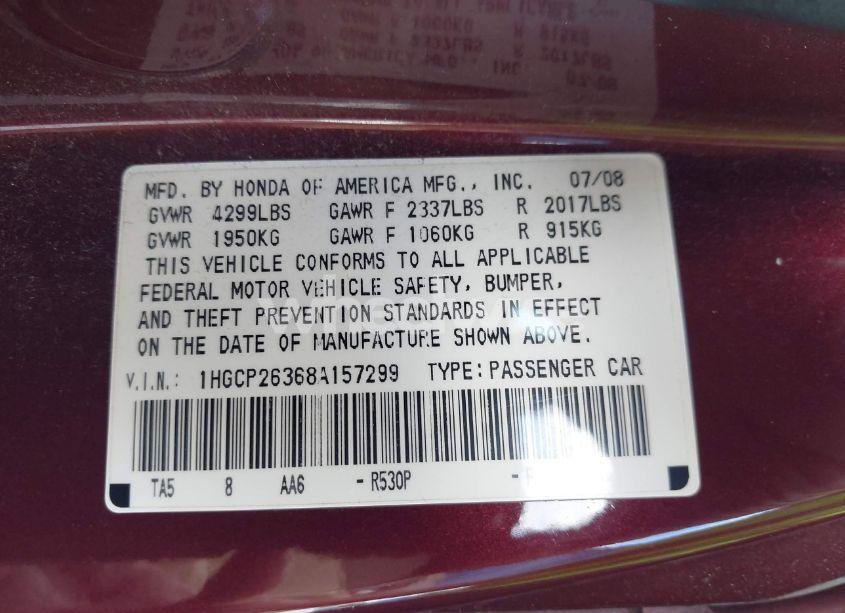 MFD. BY HONDA OF AMERICA MFG., INC. 07/08
GVWR 4299LBS GAWR F 2337LBS R 2017LBS
GVWR 1950KG GAWR F 1060KG R 915KG
THIS VEHICLE CONFORMS TO ALL APPLICABLE
FEDERAL MOTOR VEHICLE SAFETY, BUMPER,
AND THEFT PREVENTION STANDARDS IN EFFECT
ON THE DATE OF MANUFACTURE SHOWN ABOVE.
V.I.N.: 1HGCP26368A157299 TYPE: PASSENGER CAR
TA5 8 AA6 -R530P -